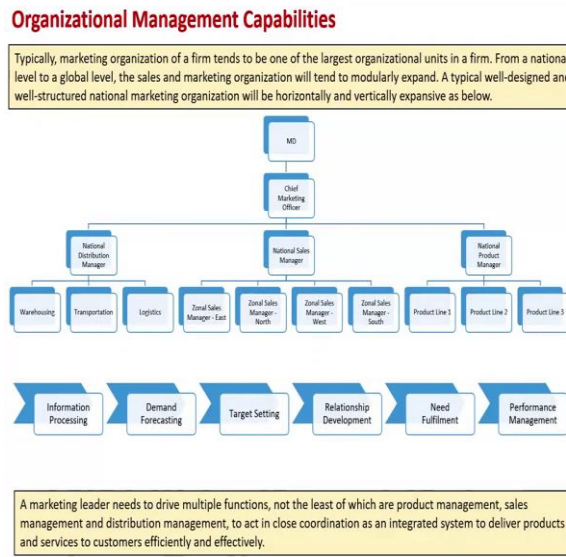 Organizational Management Capabilities
Typically, marketing organization of a firm tends to be one of the largest organizational units in a firm. From a national
level to a global level, the sales and marketing organization will tend to modularly expand. A typical well-designed and
well-structured national marketing organization will be horizontally and vertically expansive as below.
MD
Chief
Marketing
Officer
National
Distribution
Manager
National Sales
Manager
National
Product
Manager
Warehousing
Transportation
Logistics
Zonal Sales
Manager - East
Zonal Sales
Manager -
North
Zonal Sales
Manager -
West
Zonal Sales
Manager -
South
Product Line 1
Product Line 2
Product Line 3
Information
Processing
Demand
Forecasting
Target Setting
Relationship
Development
Need
Fulfilment
Performance
Management
A marketing leader needs to drive multiple functions, not the least of which are product management, sales
management and distribution management, to act in close coordination as an integrated system to deliver products
and services to customers efficiently and effectively.